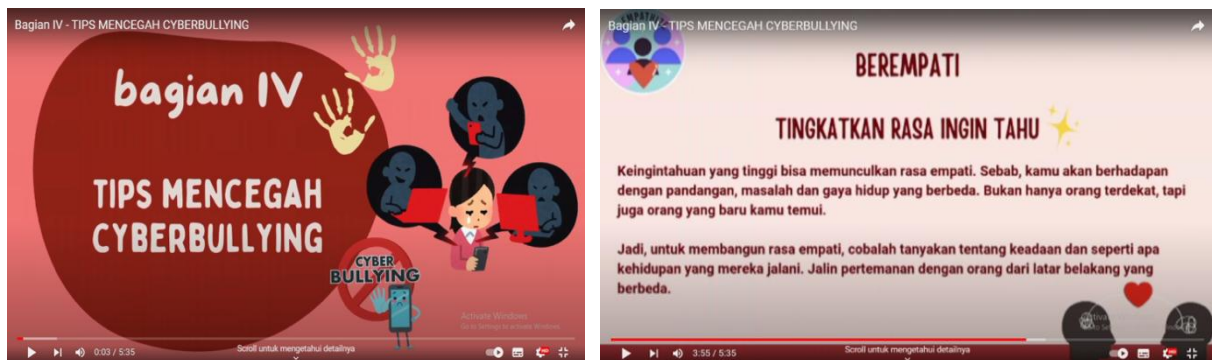 Bagian IV - TIPS MENCEGAH CYBERBULLYING
bagian IV
TIPS MENCEGAH
CYBERBULLYING
CYBER
BULLYING
Activate Windows
Go to Settings to activate Windows.
0:03 / 5:35
Scroll untuk mengetahui detailnya
Bagian IV - TIPS MENCEGAH CYBERBULLYING
BEREMPATI
TINGKATKAN RASA INGIN TAHU
Keingintahuan yang tinggi bisa memunculkan rasa empati. Sebab, kamu akan berhadapan
dengan pandangan, masalah dan gaya hidup yang berbeda. Bukan hanya orang terdekat, tapi
juga orang yang baru kamu temui.
Jadi, untuk membangun rasa empati, cobalah tanyakan tentang keadaan dan seperti apa
kehidupan yang mereka jalani. Jalin pertemanan dengan orang dari latar belakang yang
berbeda.
3:55 / 5:35
Scroll untuk mengetahui detailnya